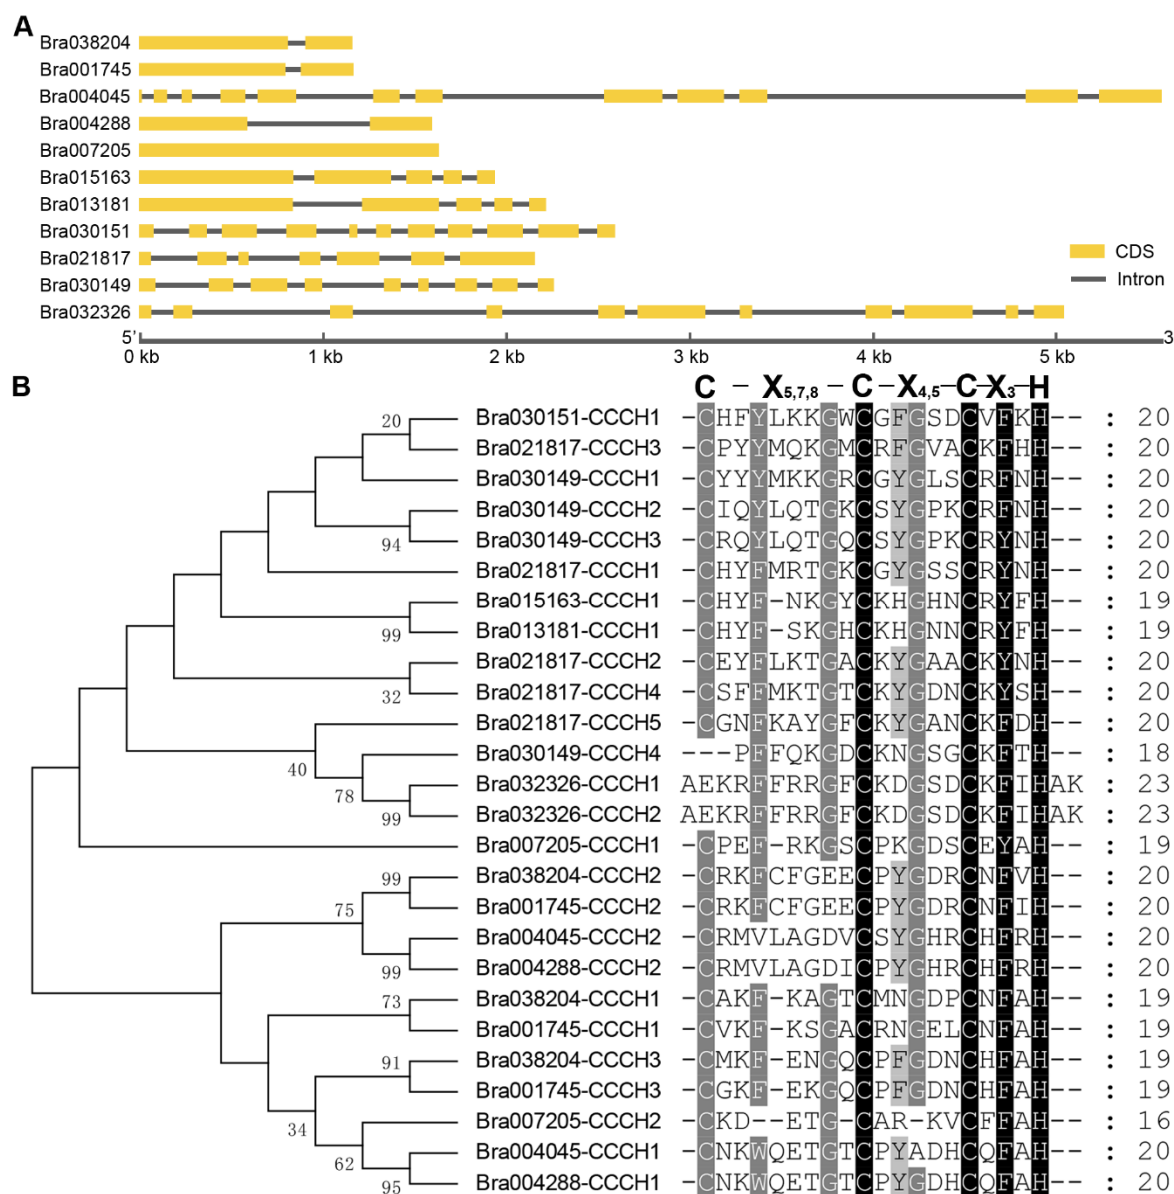 A
Bra038204
Bra001745
Bra004045
Bra004288
Bra007205
Bra015163
Bra013181
Bra030151
Bra021817
Bra030149
Bra032326
CDS
Intron
5' 3
0 kb 1 kb 2 kb 3 kb 4 kb 5 kb
B
C – X5,7,8 – C – X4,5 – C – X3 – H
20 Bra030151-CCCH1 -CHFYLKKGWCGFGSDCVFKH-- : 20
Bra021817-CCCH3 -CPYYMQKGMCRFGVACKFHH-- : 20
Bra030149-CCCH1 -CYYYMKKGRCGYGLSCRFNH-- : 20
Bra030149-CCCH2 -CIQYLQTGKCSYGPKCRFNH-- : 20
94 Bra030149-CCCH3 -CRQYLQTGQCSYGPKCRYNH-- : 20
Bra021817-CCCH1 -CHYFMRTGKCGYGSSCRYNH-- : 20
Bra015163-CCCH1 -CHYF-NKGYCKHGHNCRYFH-- : 19
99 Bra013181-CCCH1 -CHYF-SKGHCKHGNNCRYFH-- : 19
Bra021817-CCCH2 -CEYFLKTGACKYGAACKYNH-- : 20
32 Bra021817-CCCH4 -CSFFMKTGTCKYGDNCKYSH-- : 20
Bra021817-CCCH5 -CGNFKAYGFCKYGANCKFDH-- : 20
40 Bra030149-CCCH4 ---PFFQKGDCKNGSGCKFTH-- : 18
78 Bra032326-CCCH1 AEKRFFRRGFCKDGSDCKFIHAK : 23
99 Bra032326-CCCH2 AEKRFFRRGFCKDGSDCKFIHAK : 23
Bra007205-CCCH1 -CPEF-RKGSCPKGDSCEYAH-- : 19
99 Bra038204-CCCH2 -CRKFCFGEECPYGDRCNFVH-- : 20
75 Bra001745-CCCH2 -CRKFCFGEECPYGDRCNFIH-- : 20
Bra004045-CCCH2 -CRMVLAGDVCSYGHRCHFRH-- : 20
99 Bra004288-CCCH2 -CRMVLAGDICPYGHRCHFRH-- : 20
73 Bra038204-CCCH1 -CAKF-KAGTCMNGDPCNFAH-- : 19
Bra001745-CCCH1 -CVKF-KSGACRNGELCNFAH-- : 19
91 Bra038204-CCCH3 -CMKF-ENGQCPFGDNCHFAH-- : 19
Bra001745-CCCH3 -CGKF-EKGQCPFGDNCHFAH-- : 19
34 Bra007205-CCCH2 -CKD--ETG-CAR-KVCFFAH-- : 16
62 Bra004045-CCCH1 -CNKWQETGTCPYADHCQFAH-- : 20
95 Bra004288-CCCH1 -CNKWQETGTCPYGDHCQFAH-- : 20